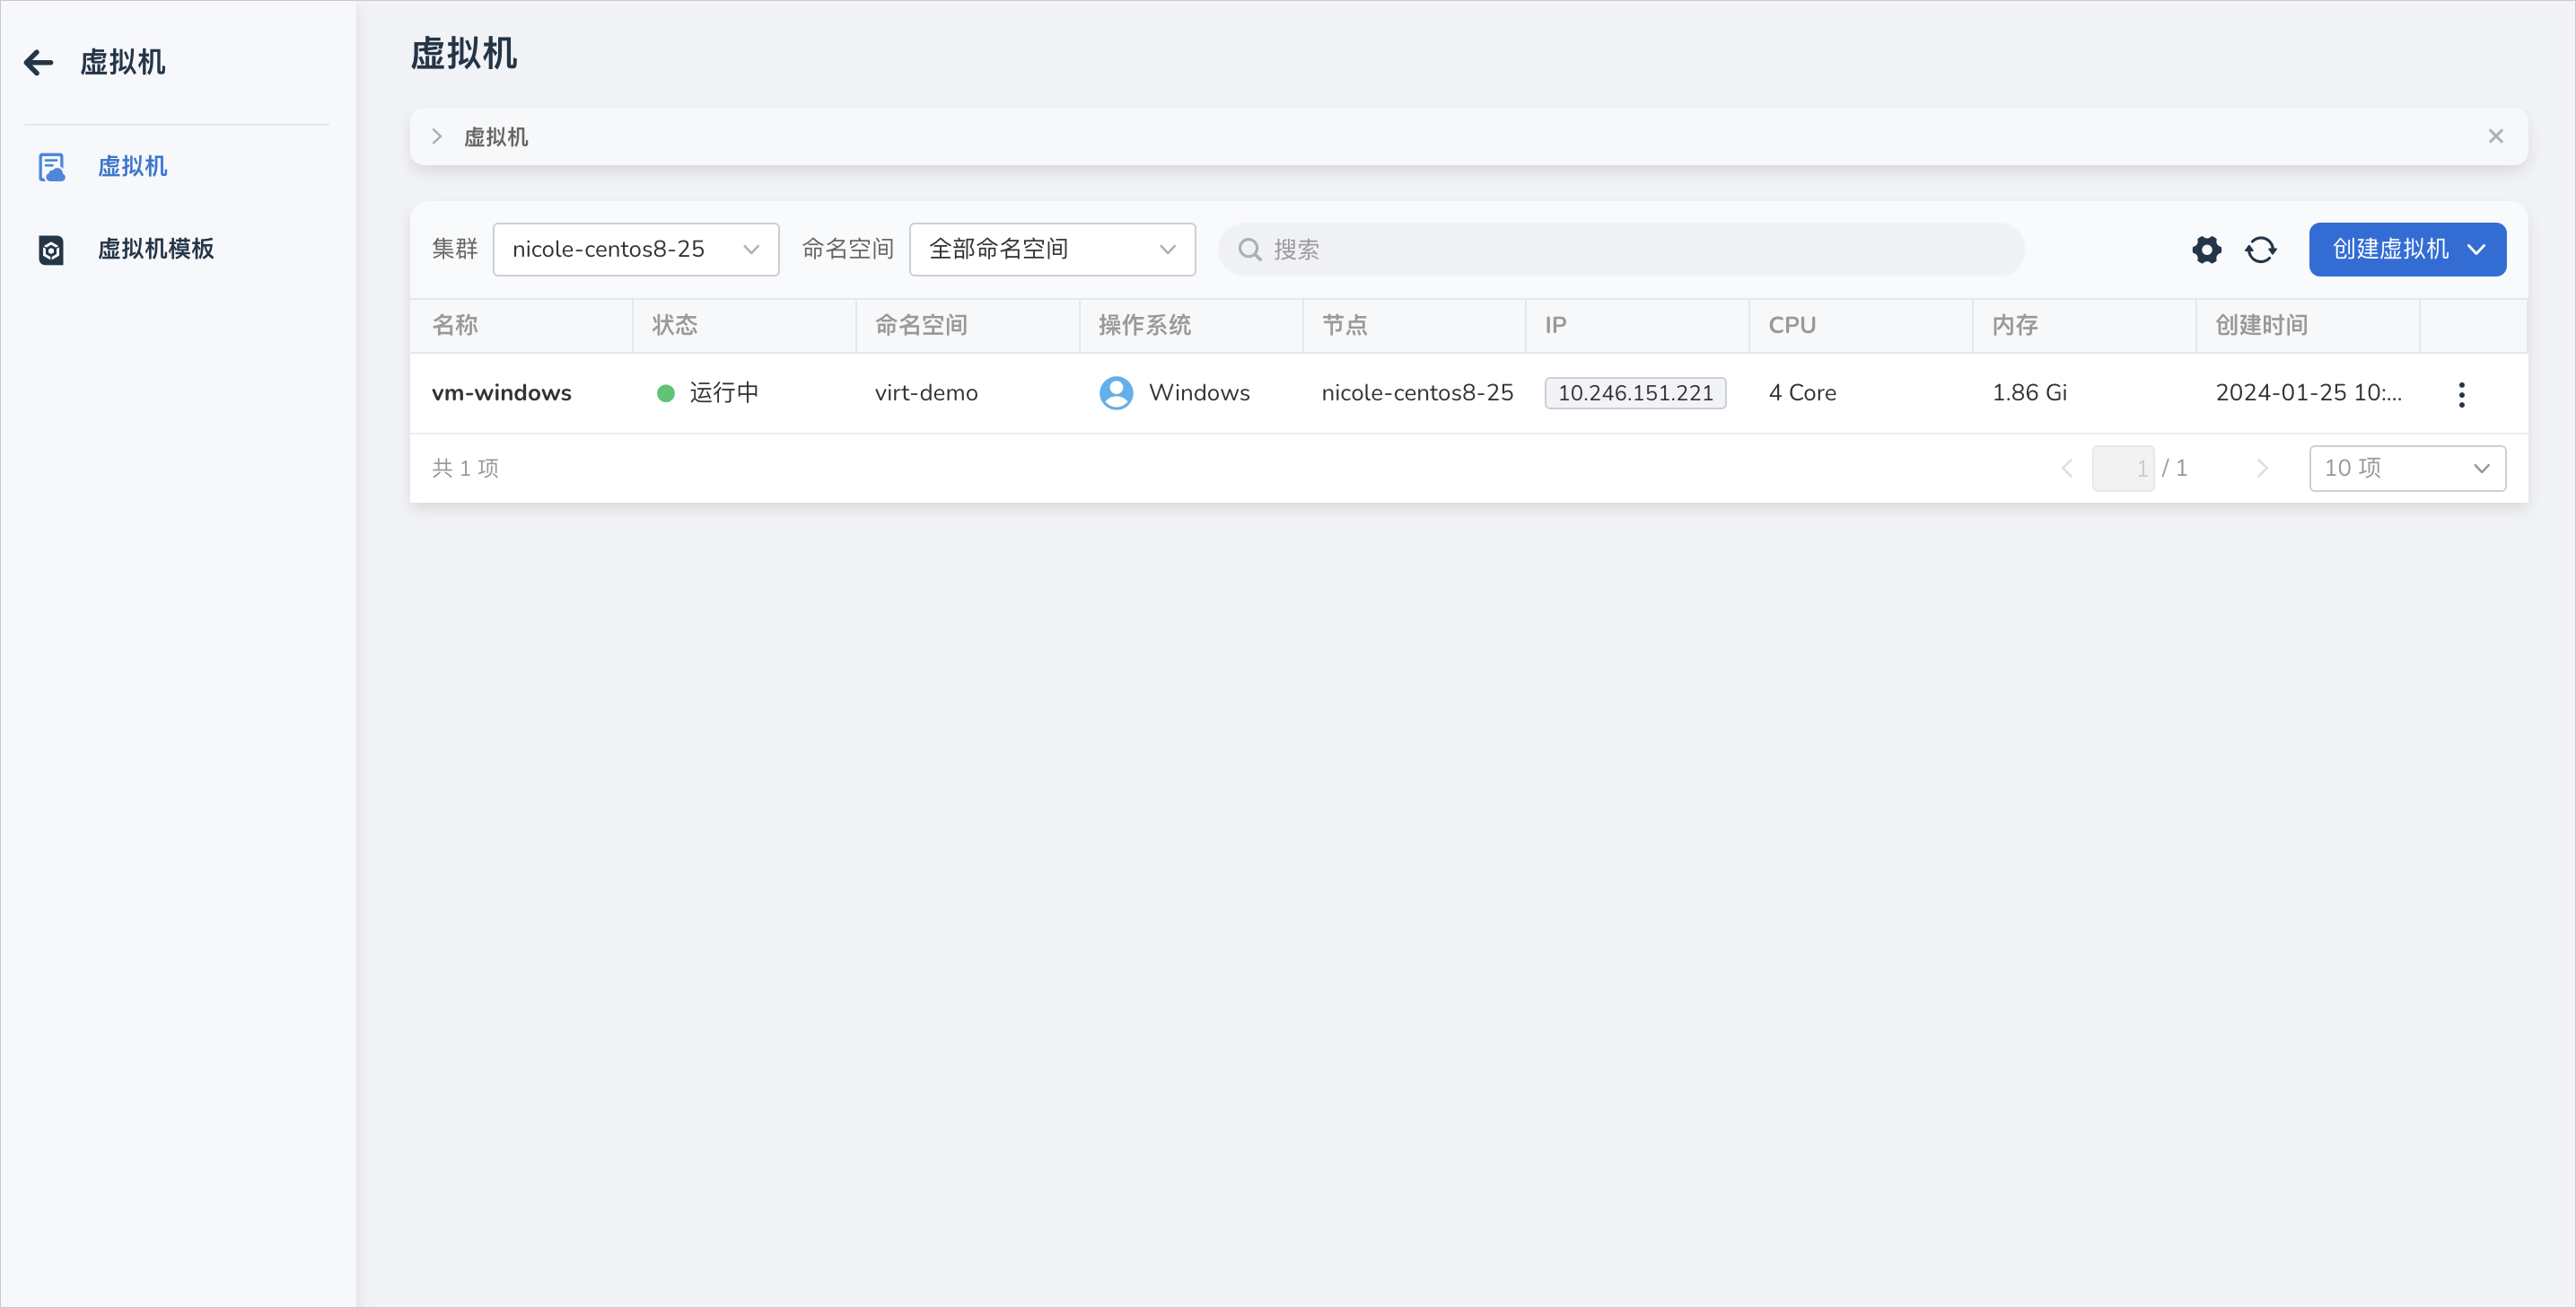 虚拟机
虚拟机
虚拟机模板
虚拟机
虚拟机
集群 nicole-centos8-25 命名空间 全部命名空间 搜索 创建虚拟机
名称 状态 命名空间 操作系统 节点 IP CPU 内存 创建时间
vm-windows 运行中 virt-demo Windows nicole-centos8-25 10.246.151.221 4 Core 1.86 Gi 2024-01-25 10:...
共 1 项 1 / 1 10 项